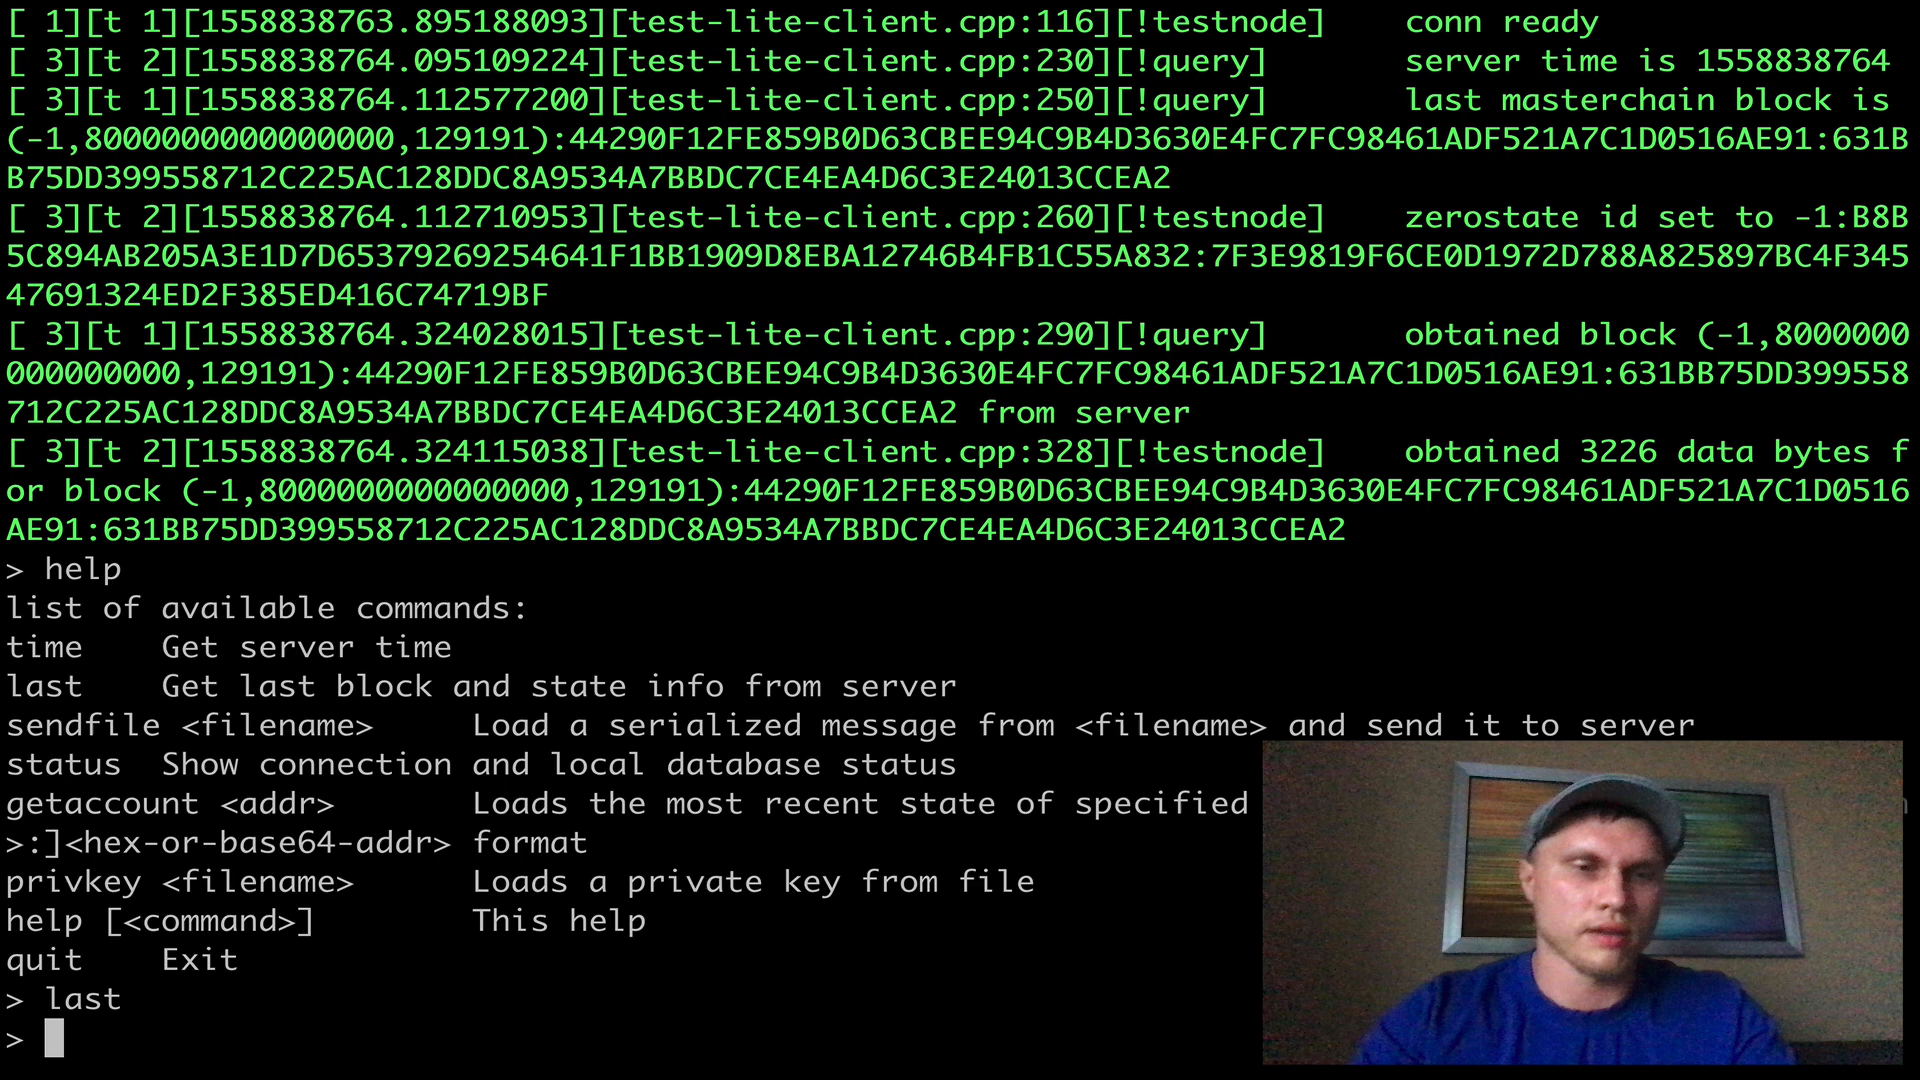 [ 1][t 1][1558838763.895188093][test-lite-client.cpp:116][!testnode]    conn ready
[ 3][t 2][1558838764.095109224][test-lite-client.cpp:230][!query]       server time is 1558838764
[ 3][t 1][1558838764.112577200][test-lite-client.cpp:250][!query]       last masterchain block is
(-1,8000000000000000,129191):44290F12FE859B0D63CBEE94C9B4D3630E4FC7FC98461ADF521A7C1D0516AE91:631B
B75DD399558712C225AC128DDC8A9534A7BBDC7CE4EA4D6C3E24013CCEA2
[ 3][t 2][1558838764.112710953][test-lite-client.cpp:260][!testnode]    zerostate id set to -1:B8B
5C894AB205A3E1D7D65379269254641F1BB1909D8EBA12746B4FB1C55A832:7F3E9819F6CE0D1972D788A825897BC4F345
47691324ED2F385ED416C74719BF
[ 3][t 1][1558838764.324028015][test-lite-client.cpp:290][!query]       obtained block (-1,8000000
000000000,129191):44290F12FE859B0D63CBEE94C9B4D3630E4FC7FC98461ADF521A7C1D0516AE91:631BB75DD399558
712C225AC128DDC8A9534A7BBDC7CE4EA4D6C3E24013CCEA2 from server
[ 3][t 2][1558838764.324115038][test-lite-client.cpp:328][!testnode]    obtained 3226 data bytes f
or block (-1,8000000000000000,129191):44290F12FE859B0D63CBEE94C9B4D3630E4FC7FC98461ADF521A7C1D0516
AE91:631BB75DD399558712C225AC128DDC8A9534A7BBDC7CE4EA4D6C3E24013CCEA2
> help
list of available commands:
time    Get server time
last    Get last block and state info from server
sendfile <filename>     Load a serialized message from <filename> and send it to server
status  Show connection and local database status
getaccount <addr>       Loads the most recent state of specified
>:]<hex-or-base64-addr> format
privkey <filename>      Loads a private key from file
help [<command>]        This help
quit    Exit
> last
>